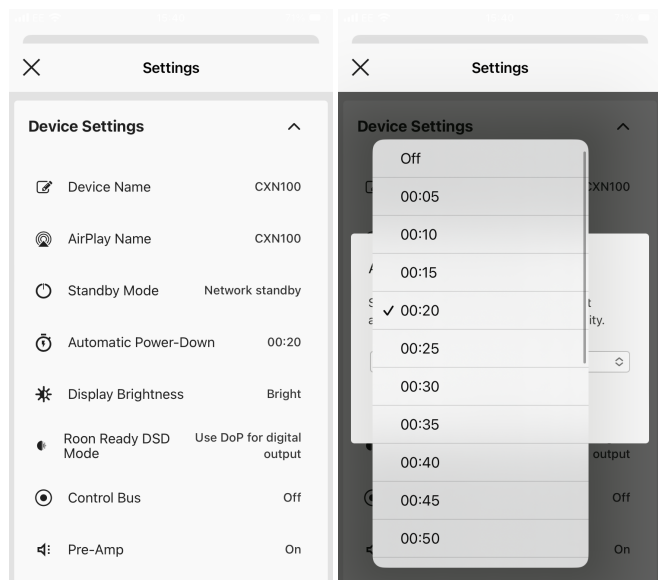 Settings
Device Settings
Device Name CXN100
AirPlay Name CXN100
Standby Mode Network standby
Automatic Power-Down 00:20
Display Brightness Bright
Roon Ready DSD Mode
Use DoP for digital output
Control Bus Off
Pre-Amp On
Settings
Device Settings
Off
00:05
00:10
00:15
00:20
00:25
00:30
00:35
00:40
00:45
00:50
CXN100
output
Off
On